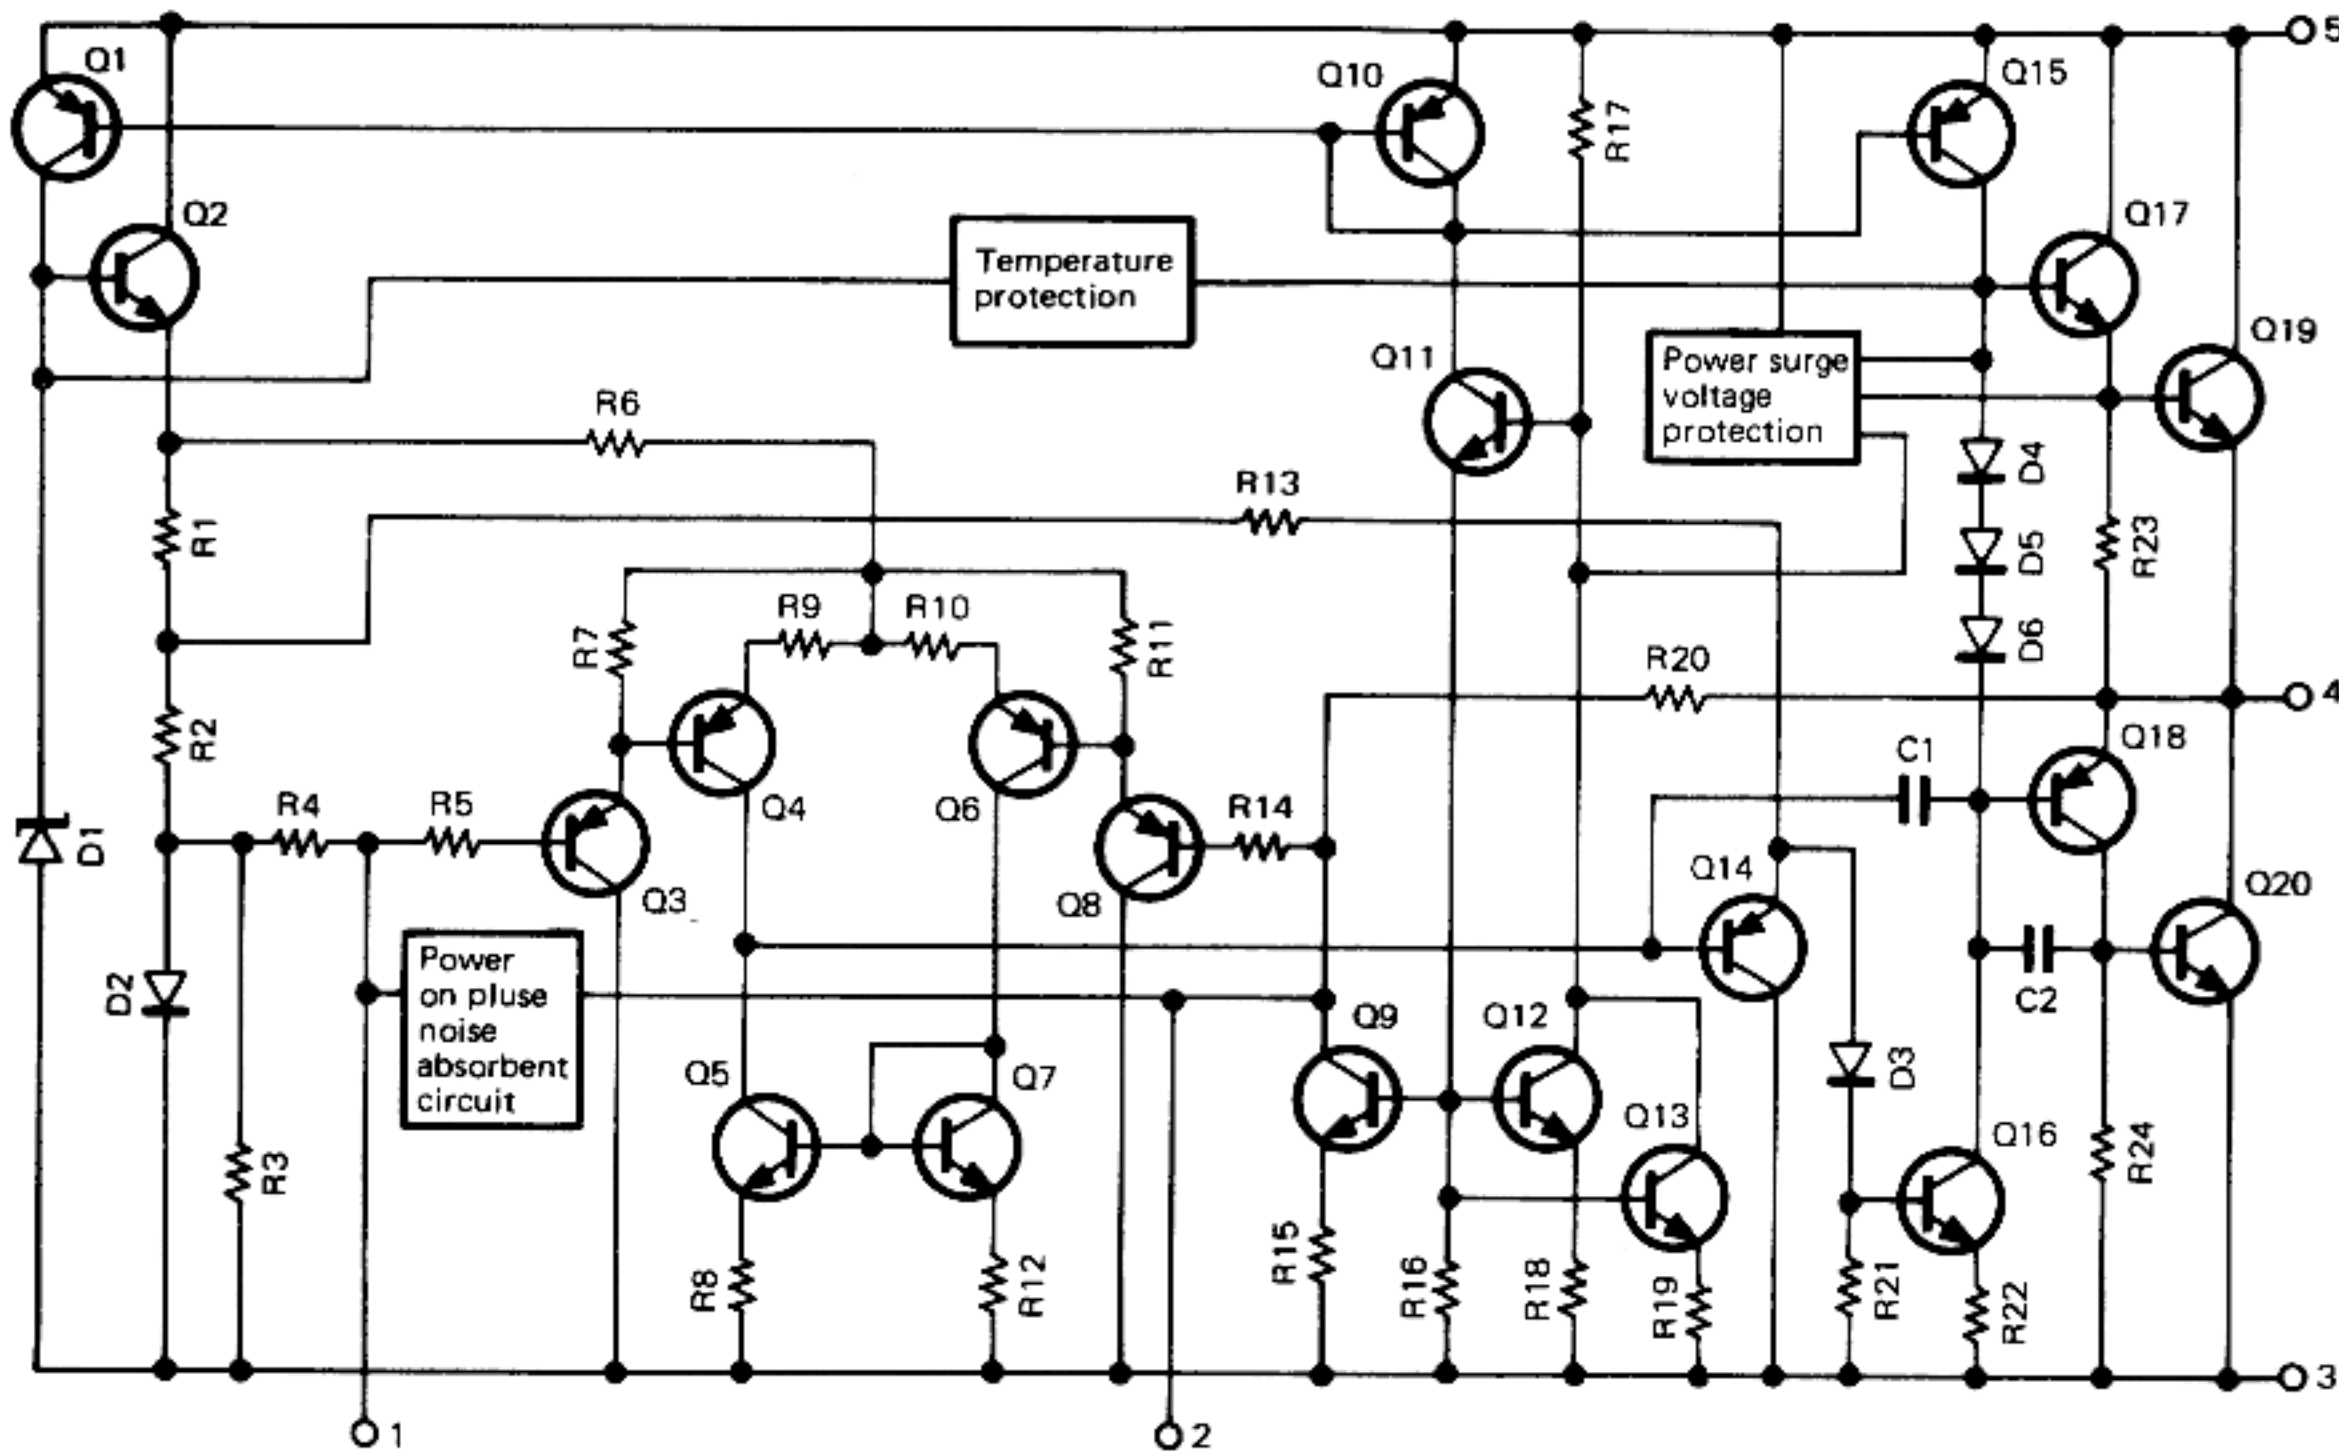 5
Q1
Q10
Q15
R17
Q2
Q17
Temperature
protection
Q19
Q11
Power surge
voltage
protection
R6
D4
R13
R1
R23
D5
R9
R10
R7
R11
D6
R20
R2
4
Q18
C1
R4
R5
Q4
Q6
R14
D1
Q14
Q20
Q3
Q8
Power
on pluse
noise
absorbent
circuit
D2
C2
Q9
Q12
D3
Q5
Q7
Q13
Q16
R3
R24
R15
R8
R12
R16
R18
R19
R21
R22
3
1
2